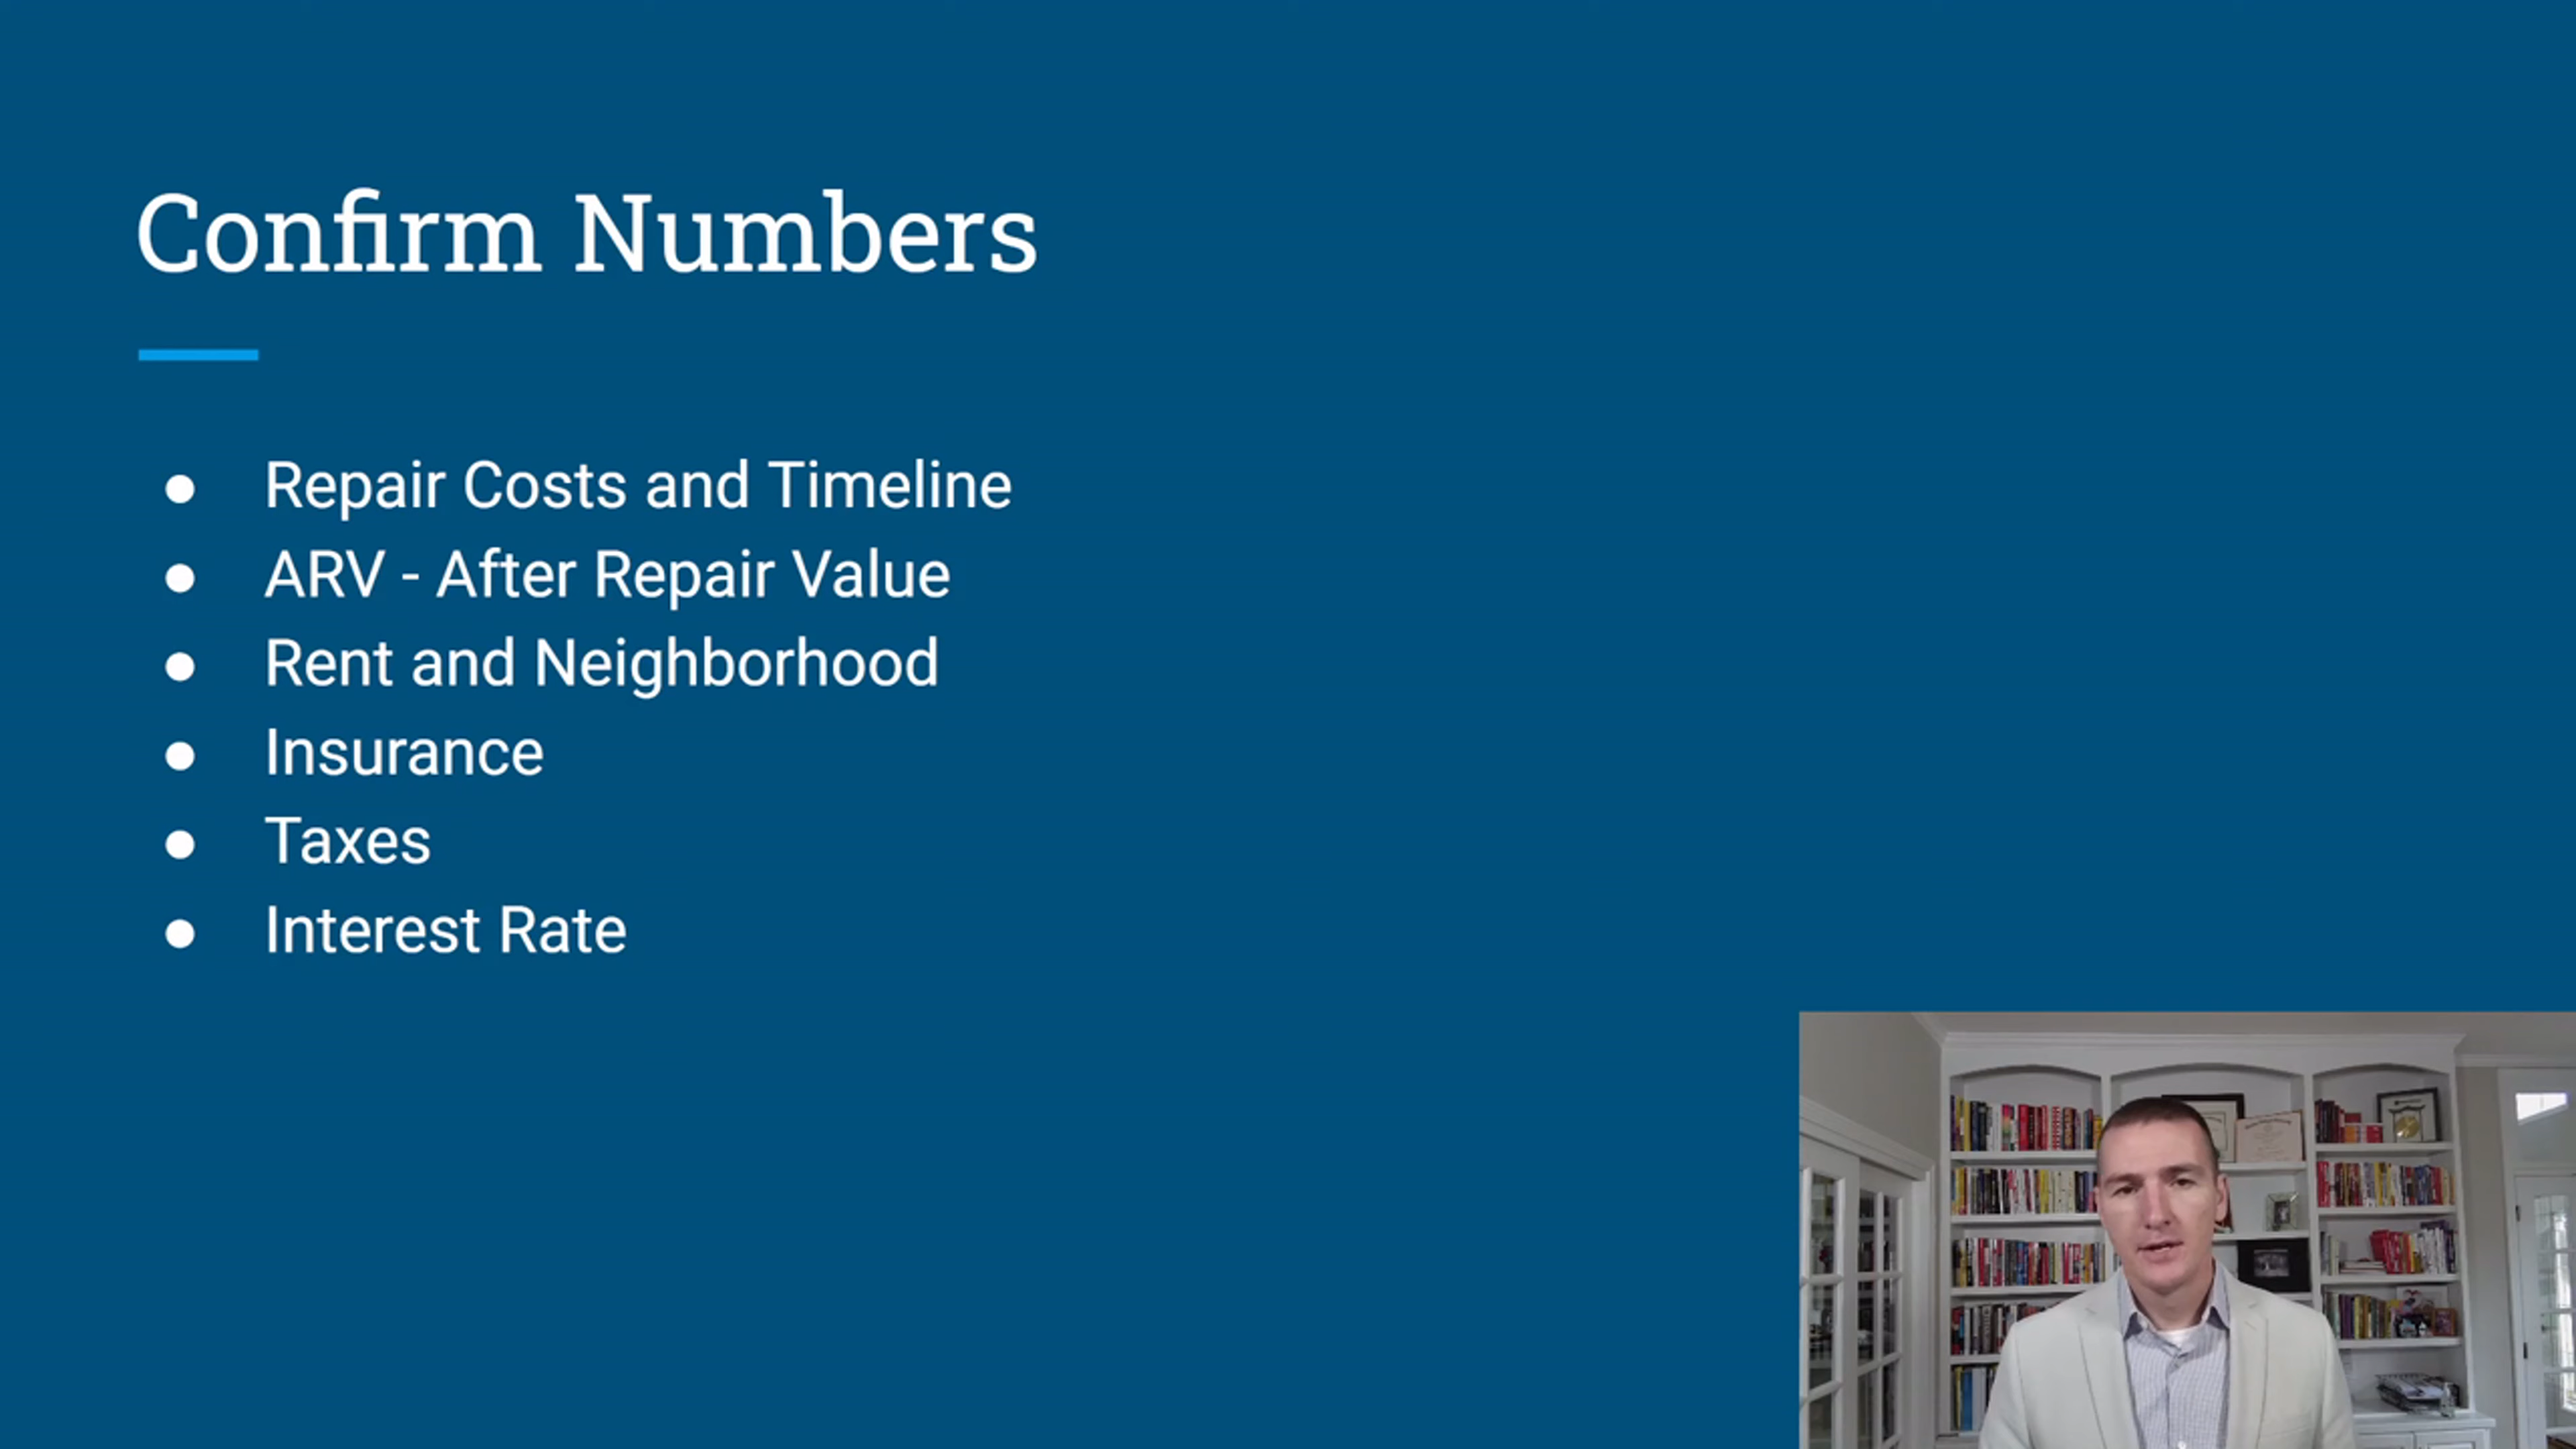 Confirm Numbers
● Repair Costs and Timeline
● ARV - After Repair Value
● Rent and Neighborhood
● Insurance
● Taxes
● Interest Rate